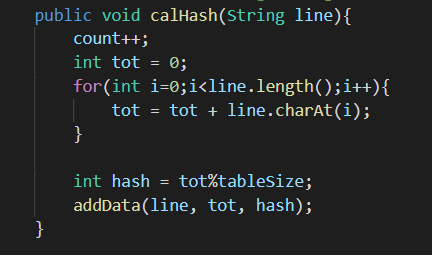 public void calHash(String line){
count++;
int tot = 0;
for(int i=0;i<line.length();i++){
tot = tot + line.charAt(i);
}
int hash = tot%tableSize;
addData(line, tot, hash);
}